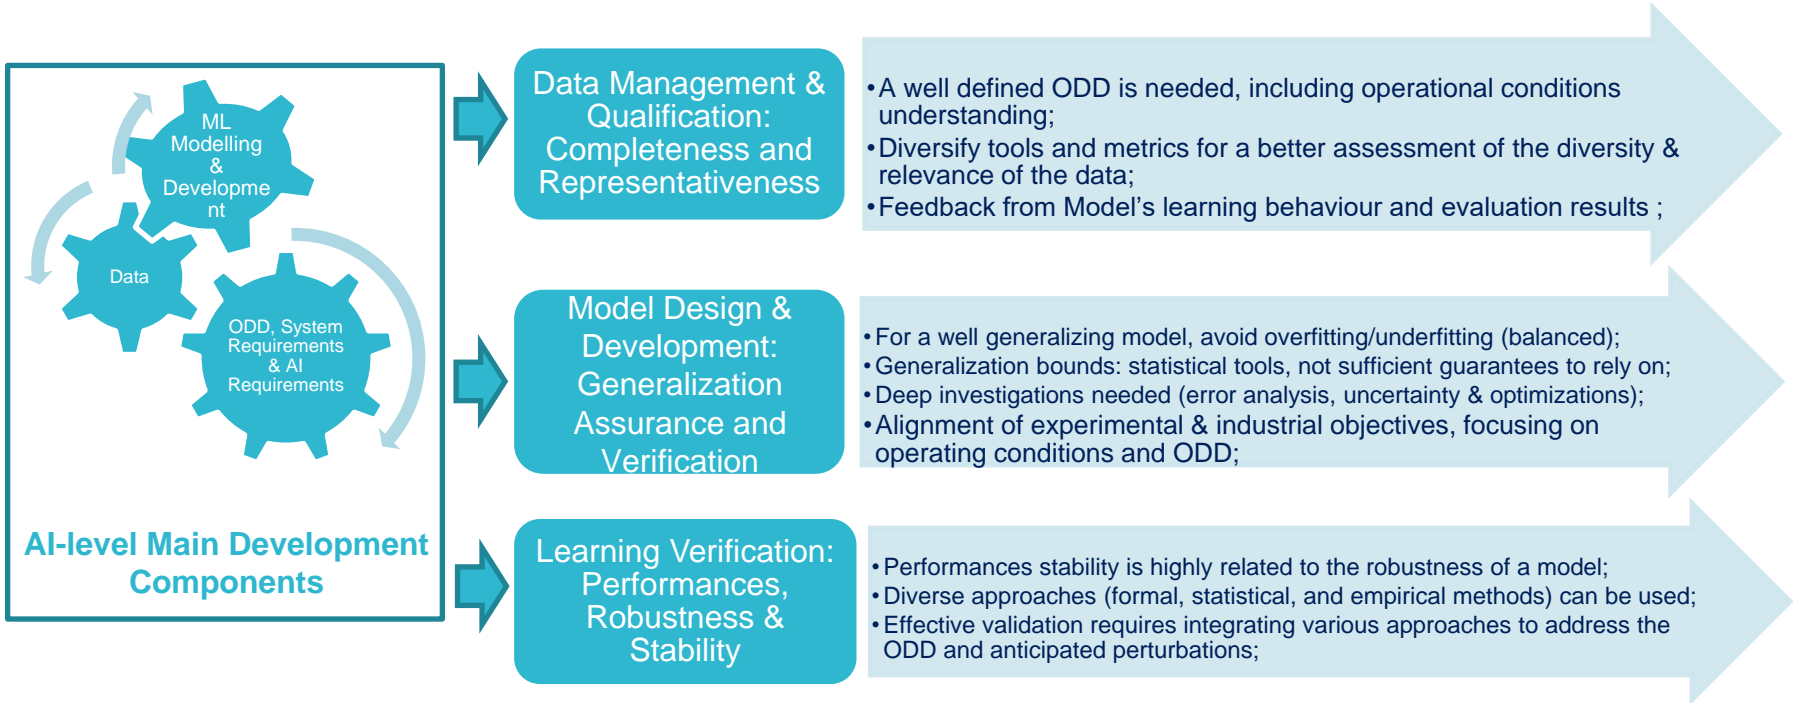 ML
Modelling
&
Developme
nt
Data
ODD, System
Requirements
& AI
Requirements
AI-level Main Development
Components
Data Management &
Qualification:
Completeness and
Representativeness
•A well defined ODD is needed, including operational conditions
understanding;
•Diversify tools and metrics for a better assessment of the diversity &
relevance of the data;
•Feedback from Model’s learning behaviour and evaluation results ;
Model Design &
Development:
Generalization
Assurance and
Verification
•For a well generalizing model, avoid overfitting/underfitting (balanced);
•Generalization bounds: statistical tools, not sufficient guarantees to rely on;
•Deep investigations needed (error analysis, uncertainty & optimizations);
•Alignment of experimental & industrial objectives, focusing on
operating conditions and ODD;
Learning Verification:
Performances,
Robustness &
Stability
•Performances stability is highly related to the robustness of a model;
•Diverse approaches (formal, statistical, and empirical methods) can be used;
•Effective validation requires integrating various approaches to address the
ODD and anticipated perturbations;